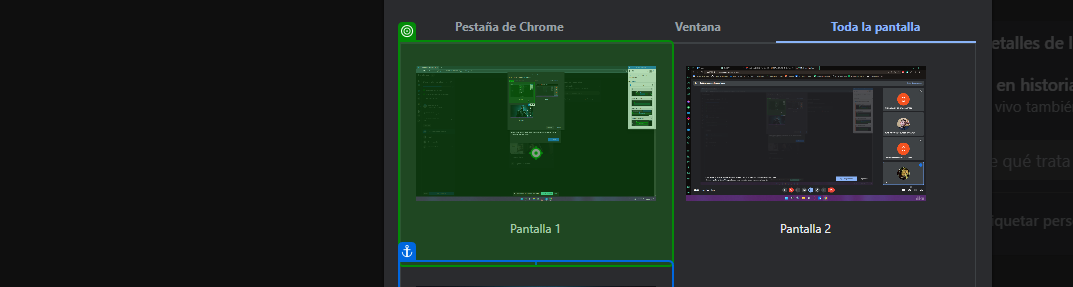 Pestaña de Chrome
Ventana
Toda la pantalla
etalles de l
en historia
vivo tambié
e qué trata
iquetar pers
Pantalla 1
Pantalla 2